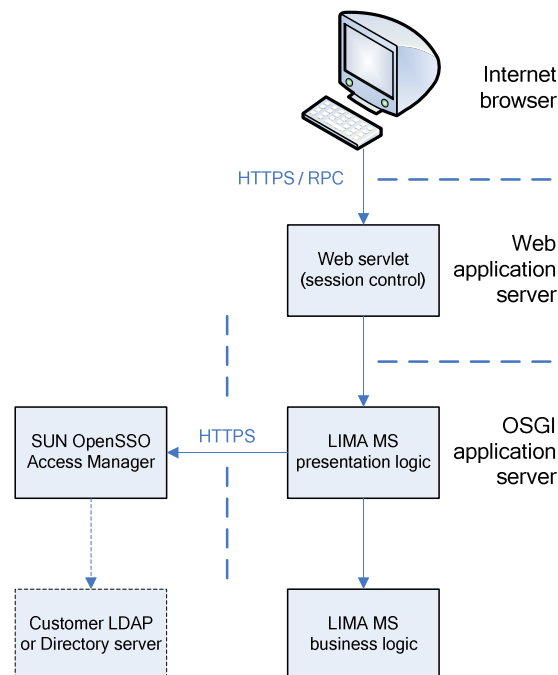 Internet
browser
HTTPS / RPC
Web servlet
(session control)
Web
application
server
SUN OpenSSO
Access Manager
HTTPS
LIMA MS
presentation logic
OSGI
application
server
Customer LDAP
or Directory server
LIMA MS
business logic